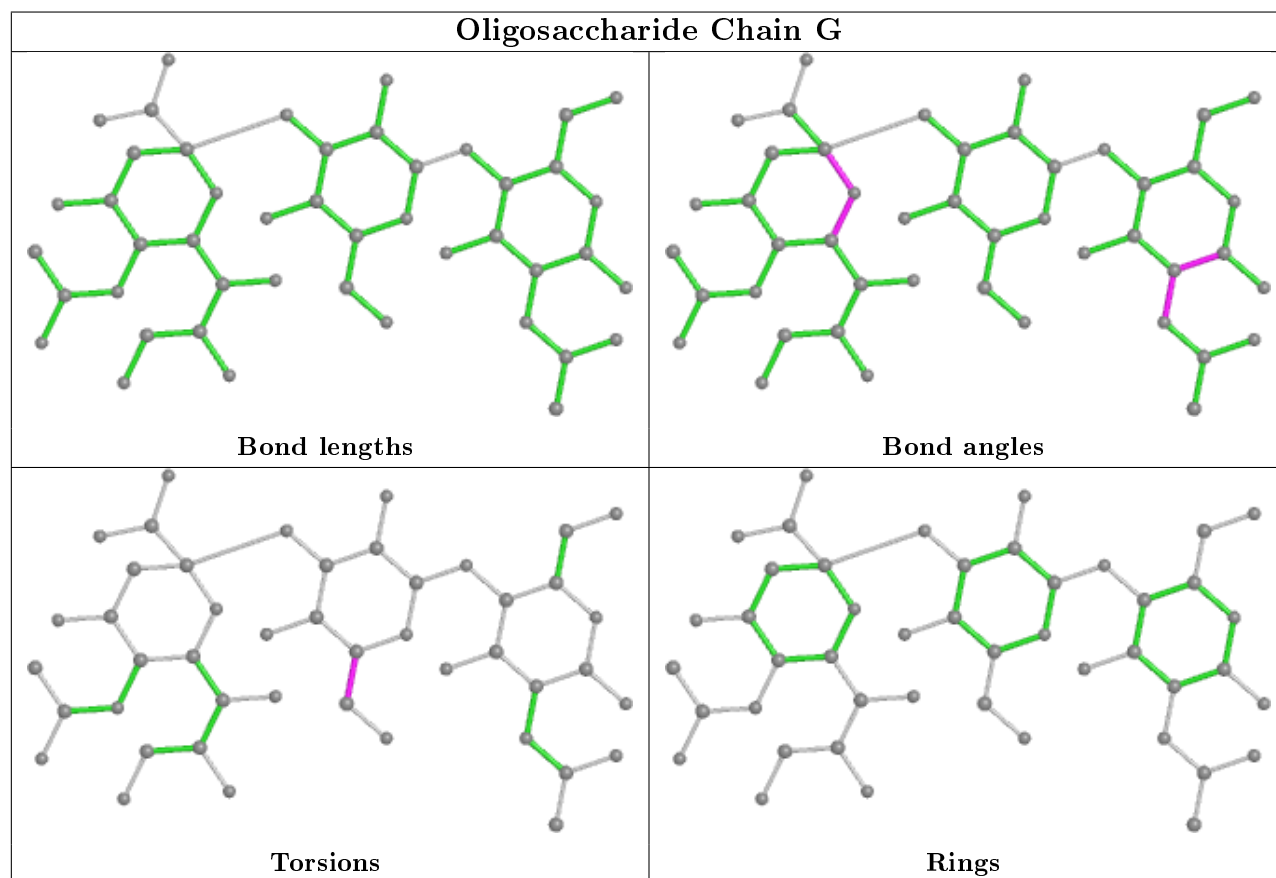 Oligosaccharide Chain G
Bond lengths
Bond angles
Torsions
Rings